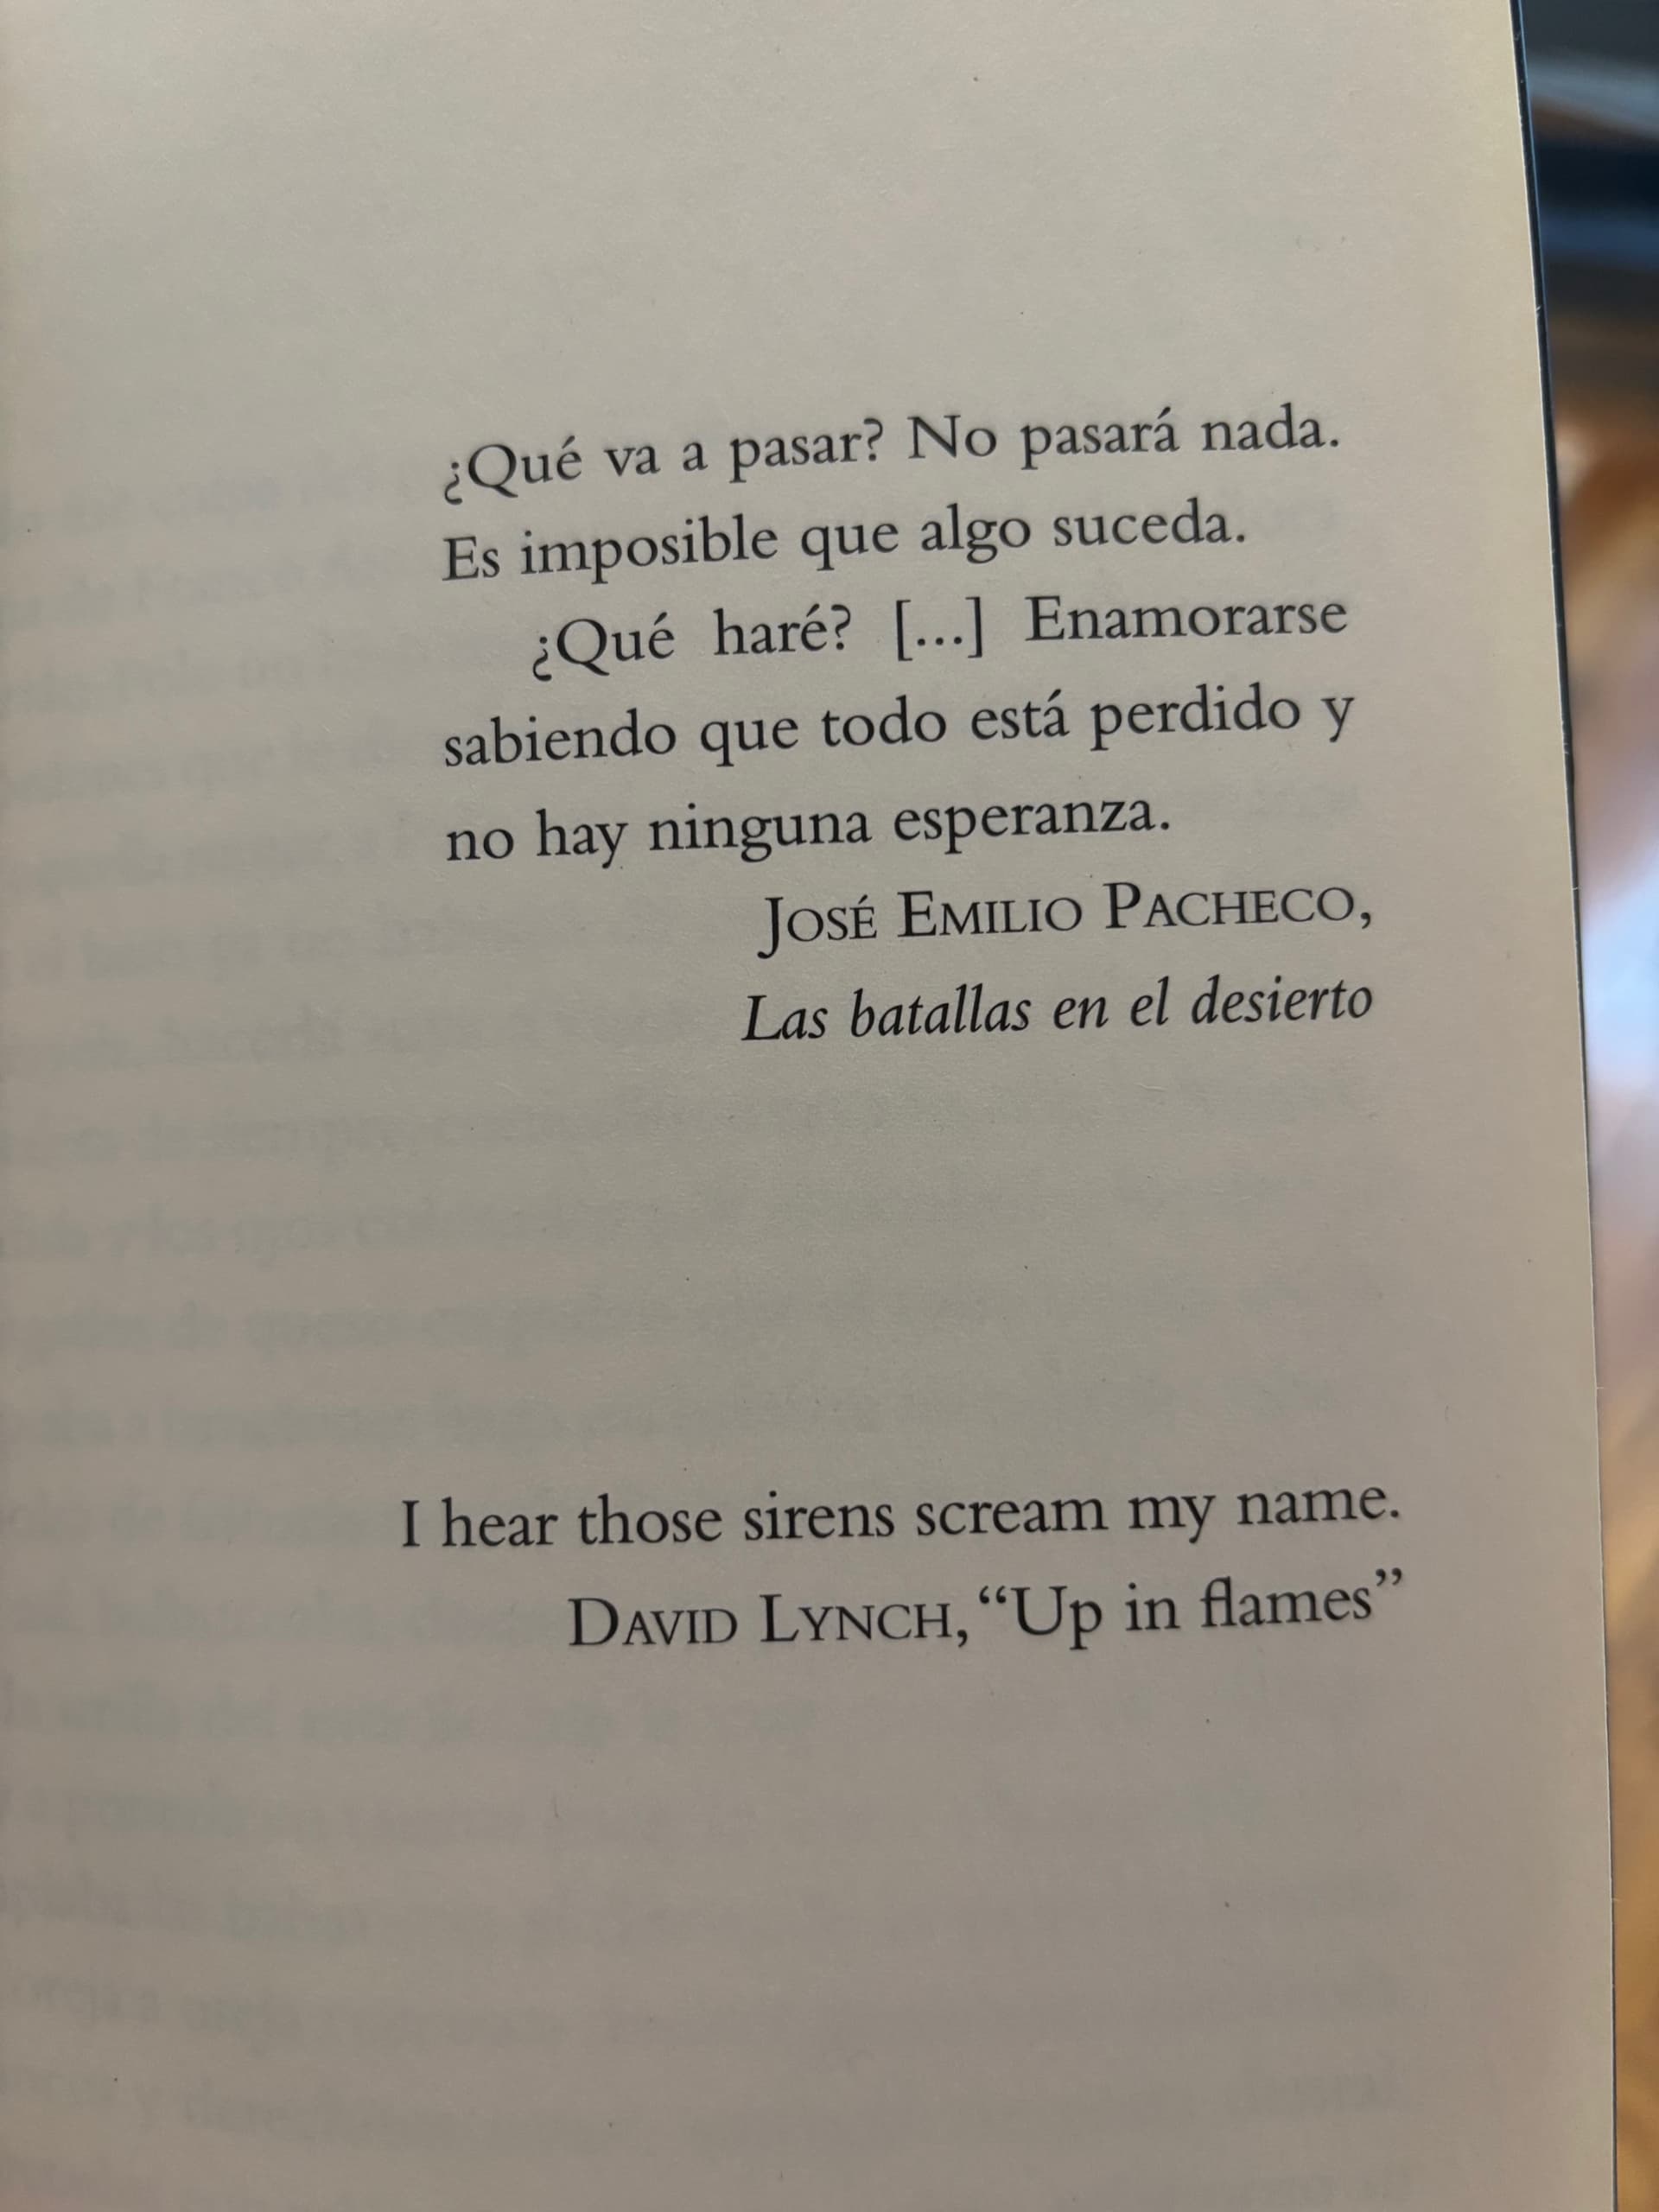 ¿Qué va a pasar? No pasará nada.
Es imposible que algo suceda.
¿Qué haré? [...] Enamorarse
sabiendo que todo está perdido y
no hay ninguna esperanza.
JOSÉ EMILIO PACHECO,
Las batallas en el desierto
I hear those sirens scream my name.
DAVID LYNCH, “Up in flames”